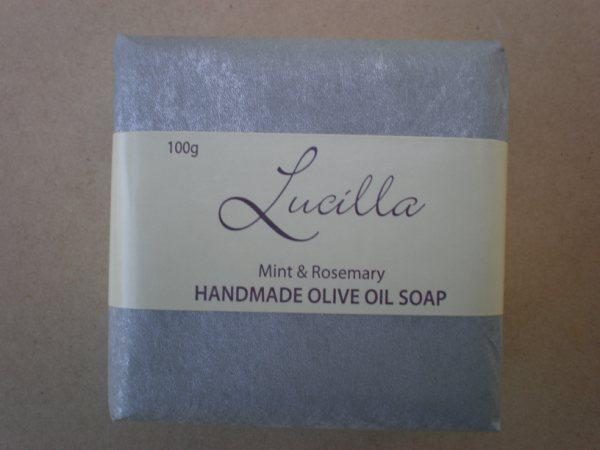 100g
Lucilla
Mint & Rosemary
HANDMADE OLIVE OIL SOAP